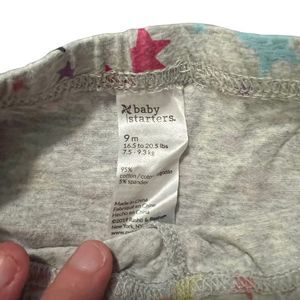 baby
starters.
9 m
16.5 to 20.5 lbs
7.5 - 9.3 kg
95%
cotton
5% spandex
Made in China
Fabriqué en Chine
Hecho en China
New York, NY